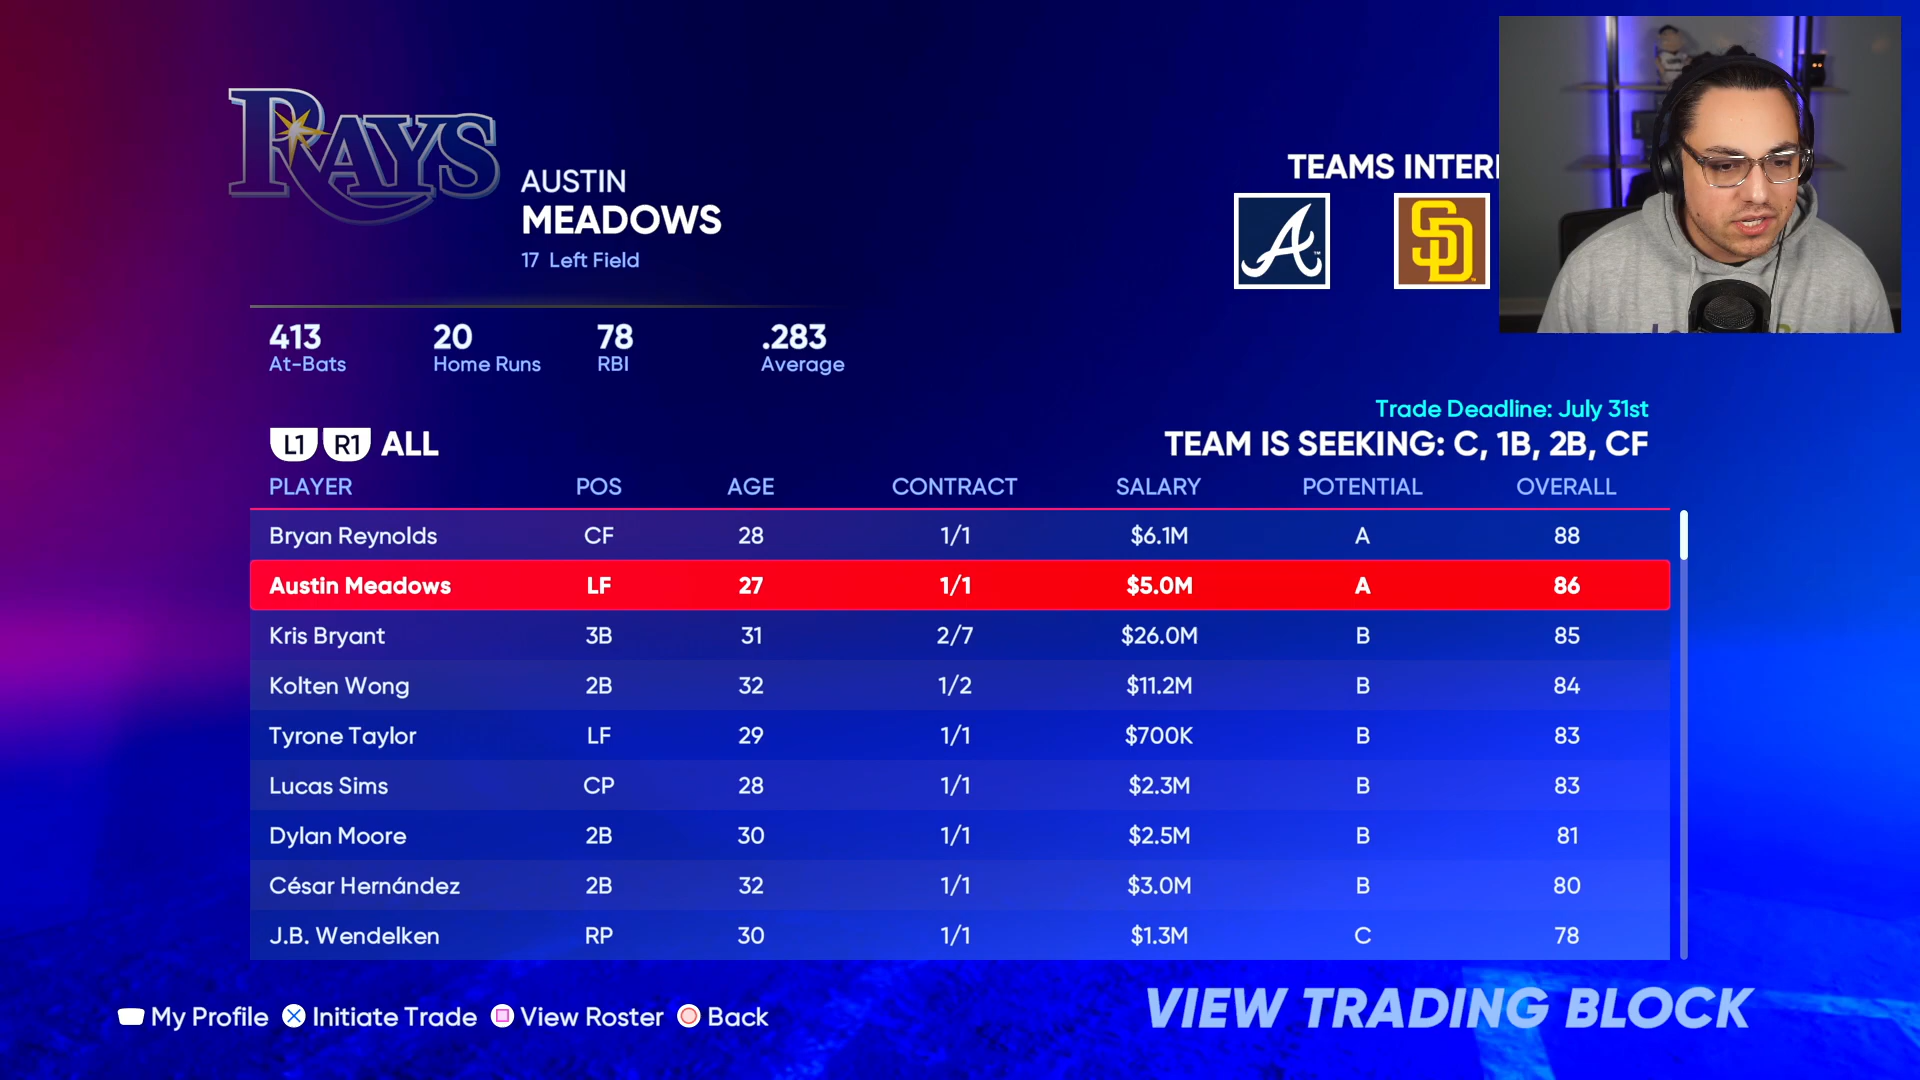 RAYS
AUSTIN
MEADOWS
17 Left Field
TEAMS INTER
A
SD
413 20 78 .283
At-Bats Home Runs RBI Average
Trade Deadline: July 31st
L1 R1 ALL
TEAM IS SEEKING: C, 1B, 2B, CF
PLAYER POS AGE CONTRACT SALARY POTENTIAL OVERALL
Bryan Reynolds CF 28 1/1 $6.1M A 88
Austin Meadows LF 27 1/1 $5.0M A 86
Kris Bryant 3B 31 2/7 $26.0M B 85
Kolten Wong 2B 32 1/2 $11.2M B 84
Tyrone Taylor LF 29 1/1 $700K B 83
Lucas Sims CP 28 1/1 $2.3M B 83
Dylan Moore 2B 30 1/1 $2.5M B 81
César Hernández 2B 32 1/1 $3.0M B 80
J.B. Wendelken RP 30 1/1 $1.3M C 78
My Profile Initiate Trade View Roster Back
VIEW TRADING BLOCK